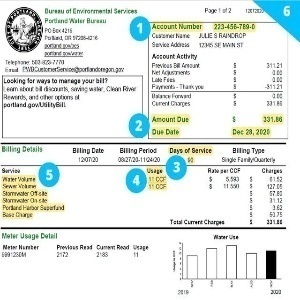 Bureau of Environmental Services
Portland Water Bureau
PO Box 4216
Portland, OR 97208-4216
portland.gov/bes
portland.gov/water
Telephone: 503-823-7770
Email: PWBCustomerService@portlandoregon.gov
Page 1 of 2
6
1
Account Number 223-456-789-0
Customer Name JULIE S RAINDROP
Service Address 12345 SE MAIN ST
Account Activity
Previous Bill Amount 311.21
Net Adjustments 0.00
Late Fees 0.00
Payments - Thank you -311.21
Balance Forward 0.00
Current Charges 331.86
Looking for ways to manage your bill?
Learn about bill discounts, saving water, Clean River
Rewards, and other options at
portland.gov/UtilityBill.
2
Amount Due $ 331.86
Due Date Dec 28, 2020
Billing Details Billing Date Billing Period Days of Service Billing Type
12/07/20 08/27/20-11/24/20 90 Single Family/Quarterly
5 4 3
Service Usage Rate per CCF Charges
Water Volume 11 CCF $ 5.593 $ 61.52
Sewer Volume 11 CCF $ 11.550 $ 127.05
Stormwater Off-site $
Stormwater On-site $
Portland Harbor Superfund $
Base Charge $
Total Current Charges $ 331.86
Meter Usage Detail
Meter Number Previous Read Current Read Usage
2172 2183 11
Water Use
2019 2020